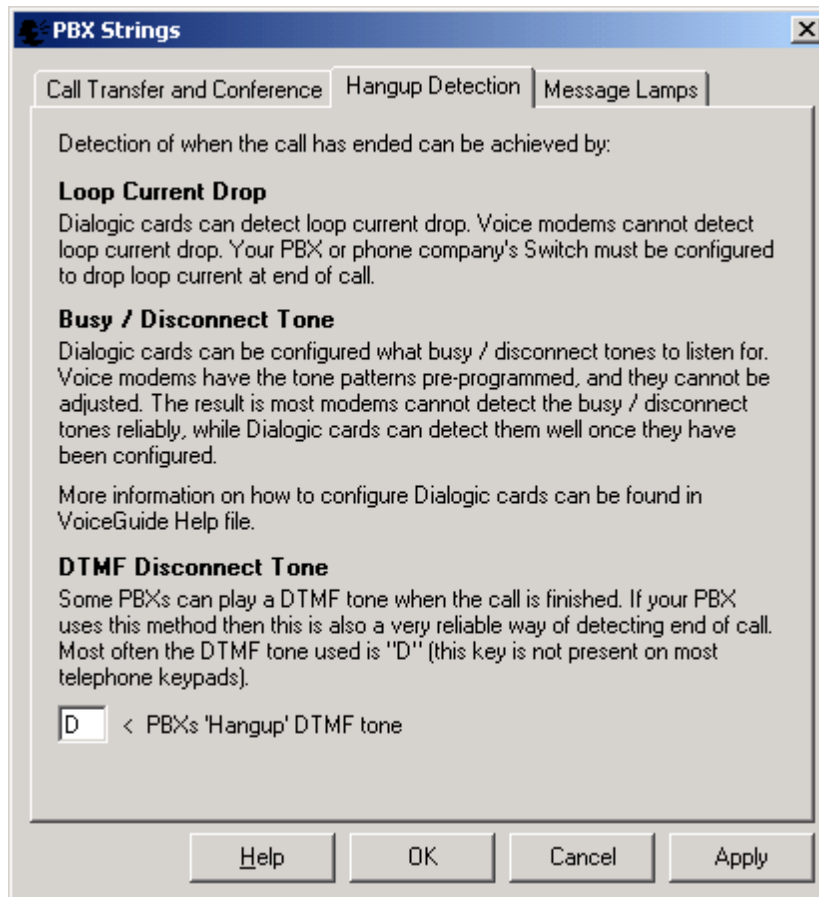 PBX Strings
Call Transfer and Conference
Hangup Detection
Message Lamps
Detection of when the call has ended can be achieved by:
Loop Current Drop
Dialogic cards can detect loop current drop. Voice modems cannot detect
loop current drop. Your PBX or phone company's Switch must be configured
to drop loop current at end of call.
Busy / Disconnect Tone
Dialogic cards can be configured what busy / disconnect tones to listen for.
Voice modems have the tone patterns pre-programmed, and they cannot be
adjusted. The result is most modems cannot detect the busy / disconnect
tones reliably, while Dialogic cards can detect them well once they have
been configured.
More information on how to configure Dialogic cards can be found in
VoiceGuide Help file.
DTMF Disconnect Tone
Some PBXs can play a DTMF tone when the call is finished. If your PBX
uses this method then this is also a very reliable way of detecting end of call.
Most often the DTMF tone used is "D" (this key is not present on most
telephone keypads).
D < PBXs 'Hangup' DTMF tone
Help
OK
Cancel
Apply